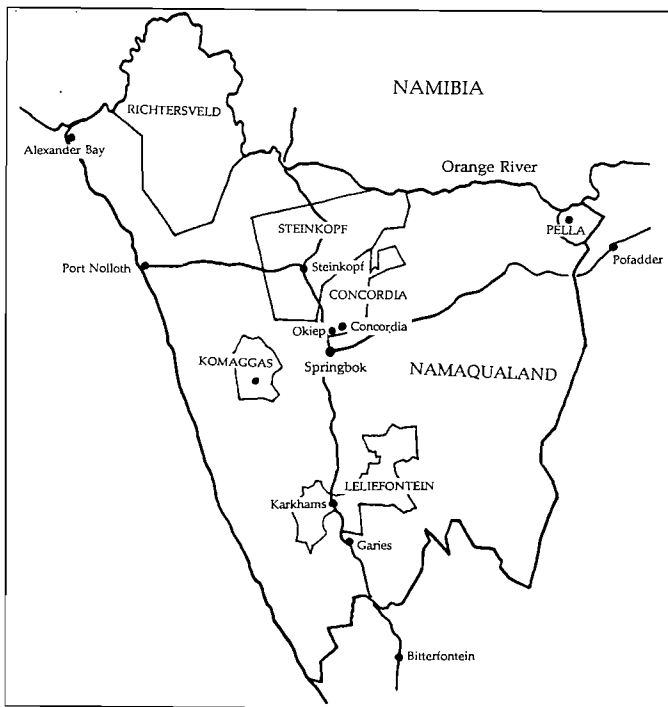 NAMIBIA
RICHTERSVELD
Alexander Bay
Orange River
STEINKOPF
PELLA
Pofadder
Port Nolloth
Steinkopf
CONCORDIA
Okiep
Concordia
Springbok
KOMAGGAS
NAMAQUALAND
LELIEFONTEIN
Karkhams
Garies
Bitterfontein